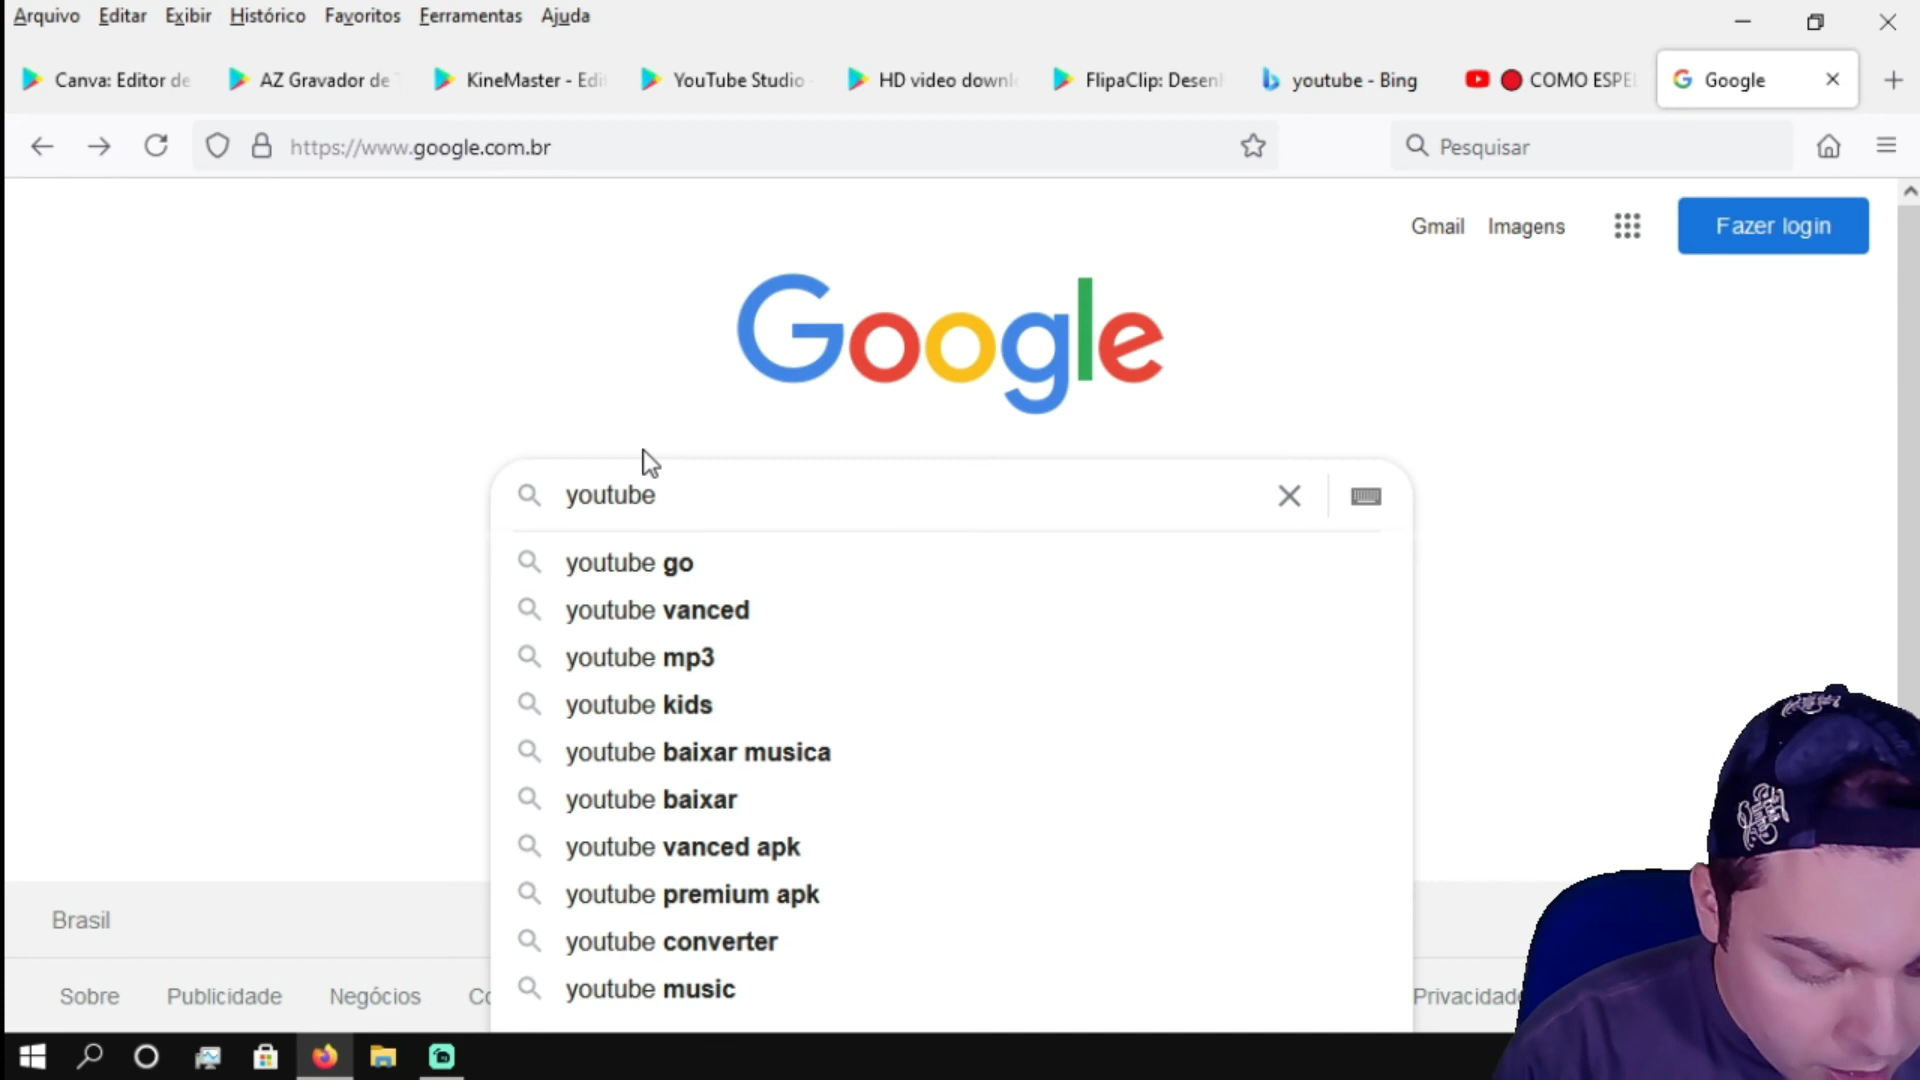 Arquivo Editar Exibir Histórico Favoritos Ferramentas Ajuda
Canva: Editor de
AZ Gravador de T
KineMaster - Edi
YouTube Studio -
HD video downl
FlipaClip: Desen
youtube - Bing
COMO ESPE
Google
https://www.google.com.br
Pesquisar
Gmail Imagens
Fazer login
Google
youtube
youtube go
youtube vanced
youtube mp3
youtube kids
youtube baixar musica
youtube baixar
youtube vanced apk
youtube premium apk
youtube converter
youtube music
Brasil
Sobre Publicidade Negócios Co
Privacidade